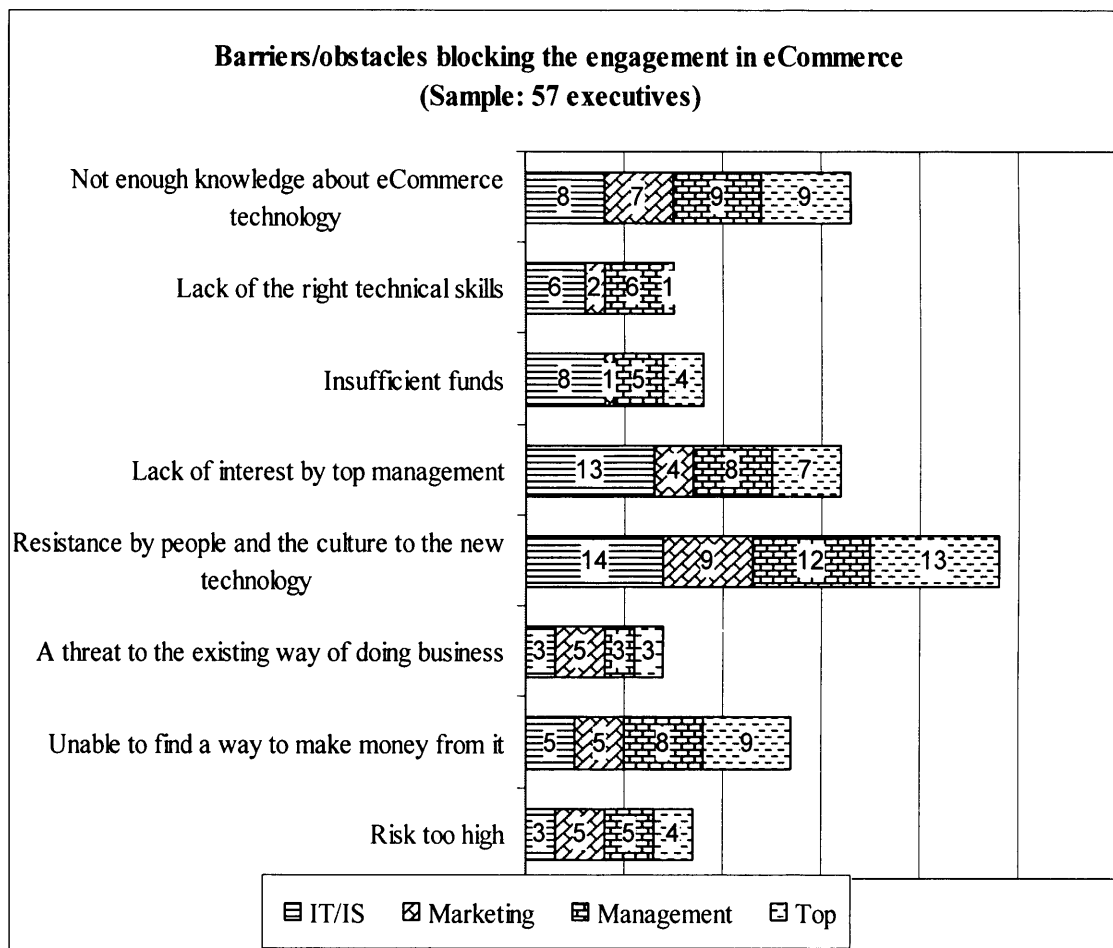 Barriers/obstacles blocking the engagement in eCommerce
(Sample: 57 executives)
Not enough knowledge about eCommerce
technology
8 7 9 9
Lack of the right technical skills
6 2 6 1
Insufficient funds
8 1 5 4
Lack of interest by top management
13 4 8 7
Resistance by people and the culture to the new
technology
14 9 12 13
A threat to the existing way of doing business
3 5 3 3
Unable to find a way to make money from it
5 5 8 9
Risk too high
3 5 5 4
IT/IS Marketing Management Top